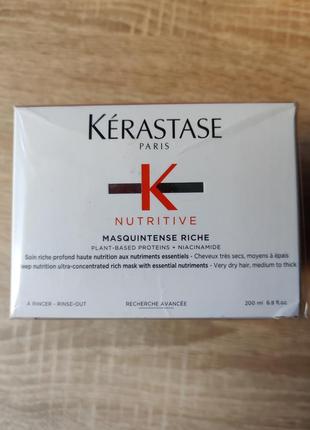 KÉRASTASE
PARIS
K
NUTRITIVE
MASQUINTENSE RICHE
PLANT-BASED PROTEINS + NIACINAMIDE
Soin riche profond haute nutrition aux nutriments essentiels - Cheveux très secs, moyens à épais
eep nutrition ultra-concentrated rich mask with essential nutriments - Very dry hair, medium to thick
À RINCER - RINSE-OUT
RECHERCHE AVANCÉE
200 ml 6.8 fl.oz.